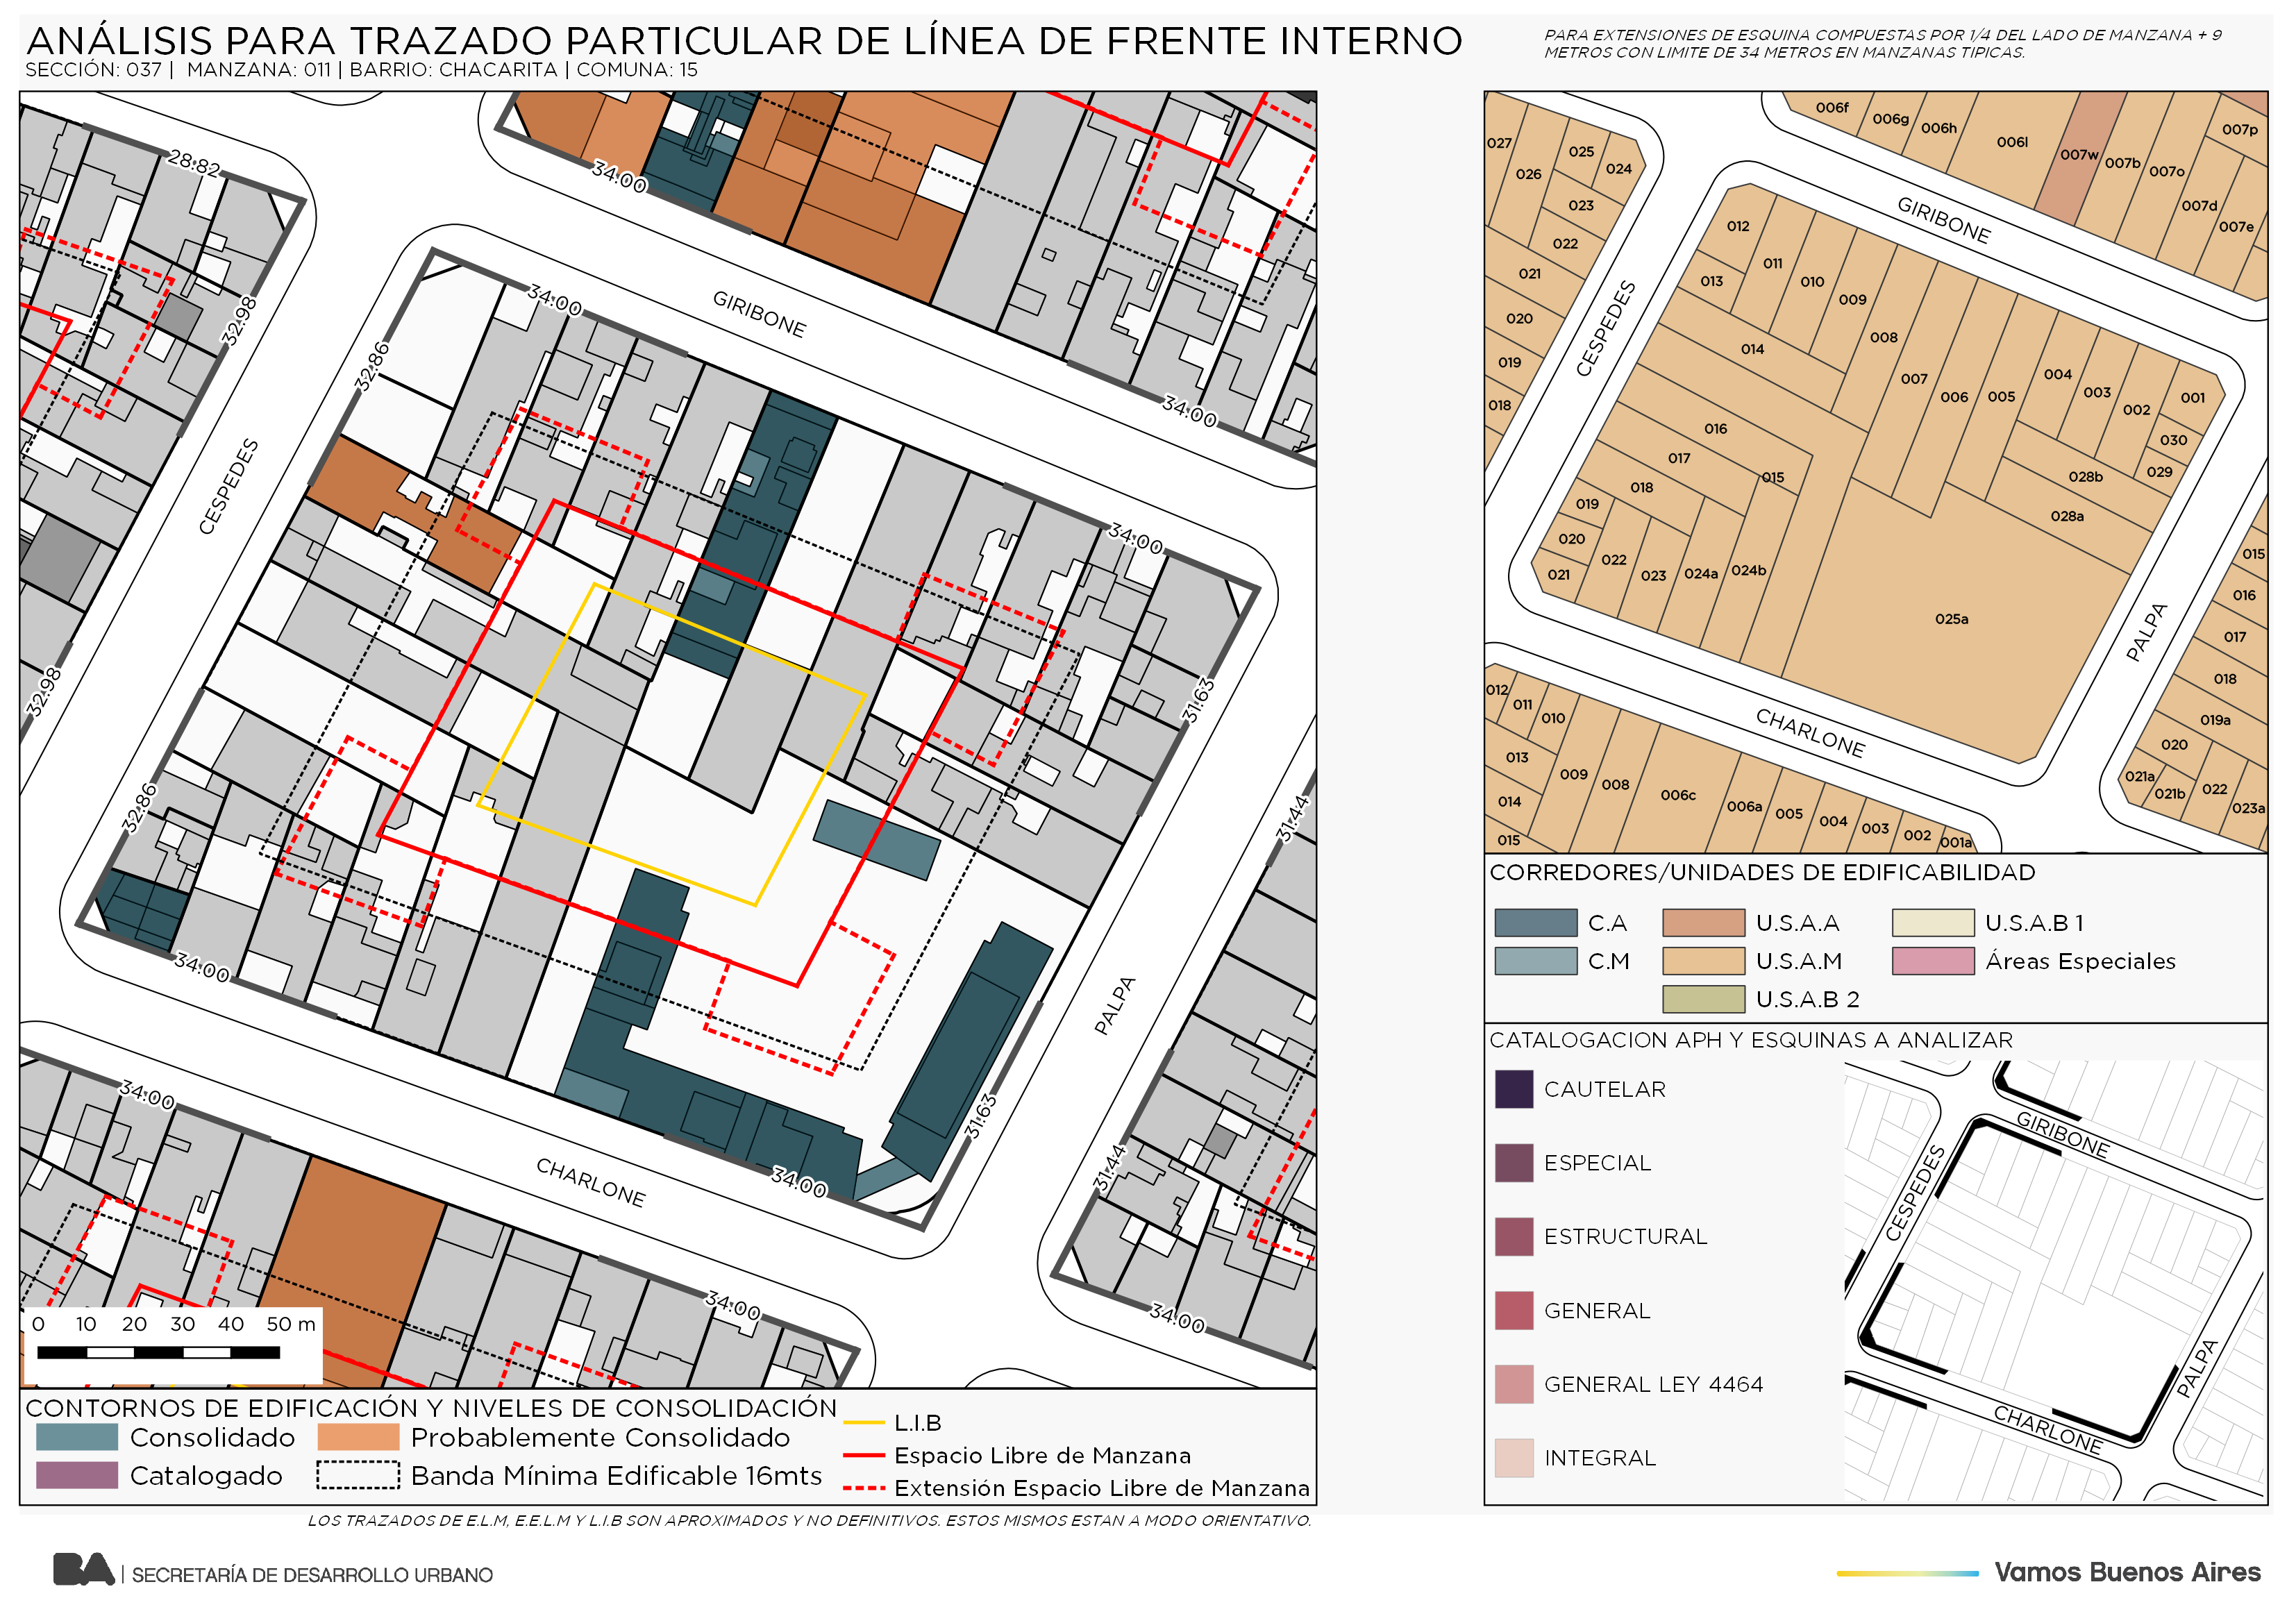 ANÁLISIS PARA TRAZADO PARTICULAR DE LÍNEA DE FRENTE INTERNO
SECCIÓN: 037 | MANZANA: 011 | BARRIO: CHACARITA | COMUNA: 15
PARA EXTENSIONES DE ESQUINA COMPUESTAS POR 1/4 DEL LADO DE MANZANA + 9
METROS CON LIMITE DE 34 METROS EN MANZANAS TIPICAS.
28.82
34.00
32.98
34.00
GIRIBONE
32.86
34.00
CESPEDES
34.00
32.98
31.63
32.86
31.44
34.00
PALPA
34.00
31.63
31.44
CHARLONE
34.00
34.00
34.00
0 10 20 30 40 50 m
CONTORNOS DE EDIFICACIÓN Y NIVELES DE CONSOLIDACIÓN
Consolidado
Probablemente Consolidado
Catalogado
Banda Mínima Edificable 16mts
L.I.B
Espacio Libre de Manzana
Extensión Espacio Libre de Manzana
LOS TRAZADOS DE E.L.M, E.E.L.M Y L.I.B SON APROXIMADOS Y NO DEFINITIVOS. ESTOS MISMOS ESTAN A MODO ORIENTATIVO.
006f
006g
006h
006l
007w
007b
007o
007p
007d
007e
027
026
025
024
023
022
021
020
019
018
GIRIBONE
CESPEDES
012
011
013
010
009
008
014
007
006
005
004
003
002
001
030
029
028b
028a
016
017
015
018
019
020
021
022
023
024a
024b
025a
PALPA
CHARLONE
015
016
017
018
019a
020
021a
021b
022
023a
012
011
010
013
014
015
009
008
006c
006a
005
004
003
002
001a
CORREDORES/UNIDADES DE EDIFICABILIDAD
C.A
U.S.A.A
U.S.A.B 1
C.M
U.S.A.M
Áreas Especiales
U.S.A.B 2
CATALOGACION APH Y ESQUINAS A ANALIZAR
CAUTELAR
ESPECIAL
ESTRUCTURAL
GENERAL
GENERAL LEY 4464
INTEGRAL
GIRIBONE
CESPEDES
PALPA
CHARLONE
BA | SECRETARÍA DE DESARROLLO URBANO
Vamos Buenos Aires